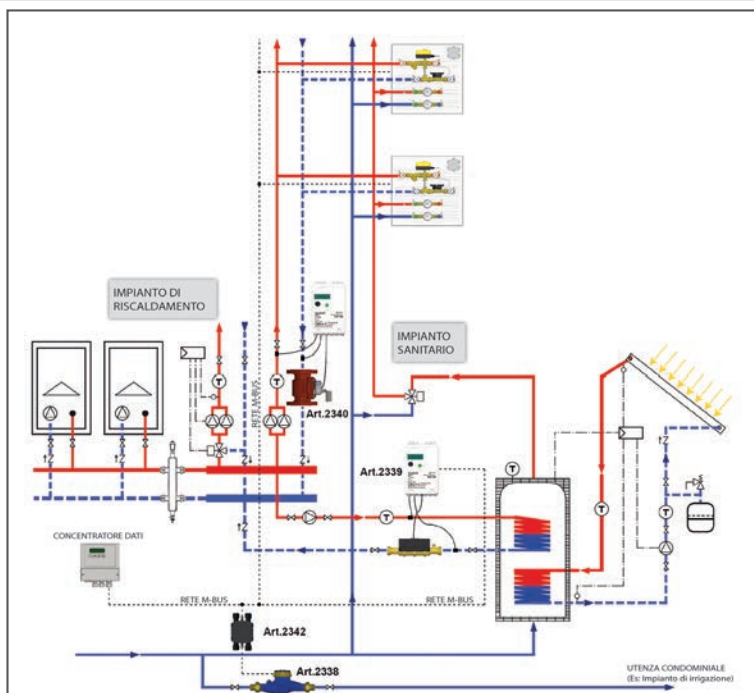 IMPIANTO DI
RISCALDAMENTO
RETE M-BUS
Art.2340
IMPIANTO
SANITARIO
Art.2339
T
T
T
T
T
T
CONCENTRATORE DATI
RETE M-BUS
RETE M-BUS
Art.2342
Art.2338
UTENZA CONDOMINIALE
(Es: Impianto di irrigazione)